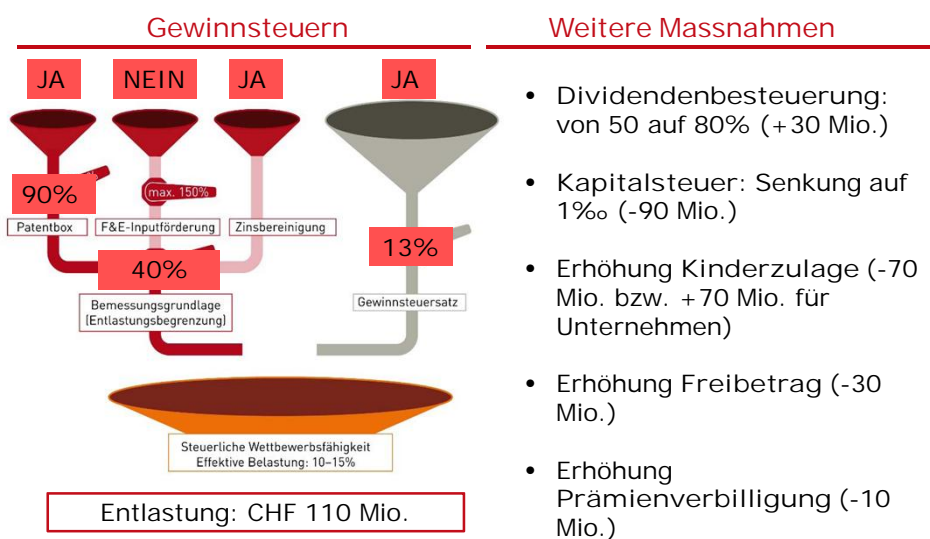 Gewinnsteuern
JA
NEIN
JA
JA
90%
max. 150%
Patentbox
F&E-Inputförderung
Zinsbereinigung
40%
13%
Bemessungsgrundlage
(Entlastungsbegrenzung)
Gewinnsteuersatz
Steuerliche Wettbewerbsfähigkeit
Effektive Belastung: 10–15%
Entlastung: CHF 110 Mio.
Weitere Massnahmen
• Dividendenbesteuerung:
von 50 auf 80% (+30 Mio.)
• Kapitalsteuer: Senkung auf
1‰ (-90 Mio.)
• Erhöhung Kinderzulage (-70
Mio. bzw. +70 Mio. für
Unternehmen)
• Erhöhung Freibetrag (-30
Mio.)
• Erhöhung
Prämienverbilligung (-10
Mio.)